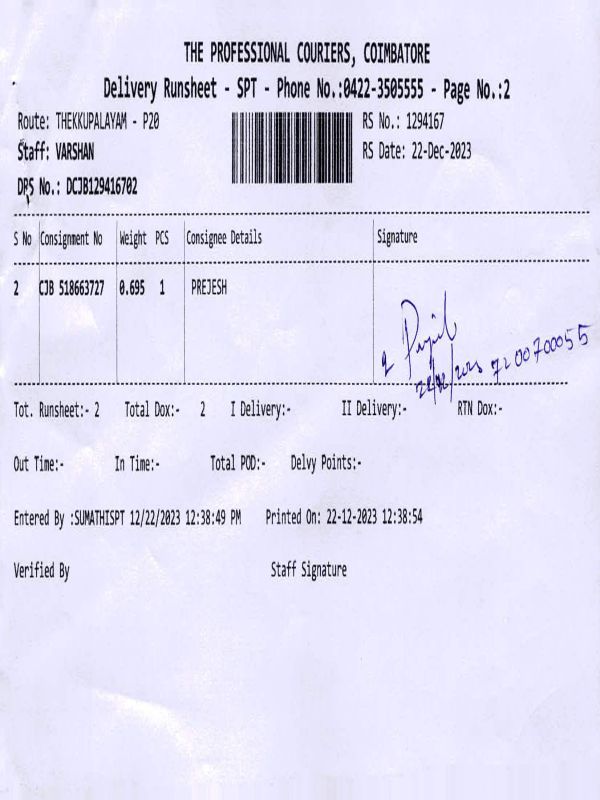 THE PROFESSIONAL COURIERS, COIMBATORE
Delivery Runsheet - SPT - Phone No.:0422-3505555 - Page No.:2
Route: THEKKUPALAYAM - P20
RS No.: 1294167
Staff: VARSHAN
RS Date: 22-Dec-2023
DRS No.: DCJB129416702
S No Consignment No Weight PCS Consignee Details Signature
2 CJB 518663727 0.695 1 PREJESH
7200700055
Tot. Runsheet:- 2 Total Dox:- 2 I Delivery:- II Delivery:- RTN Dox:-
Out Time:- In Time:- Total POD:- Delvy Points:-
Entered By :SUMATHISPT 12/22/2023 12:38:49 PM Printed On: 22-12-2023 12:38:54
Verified By Staff Signature